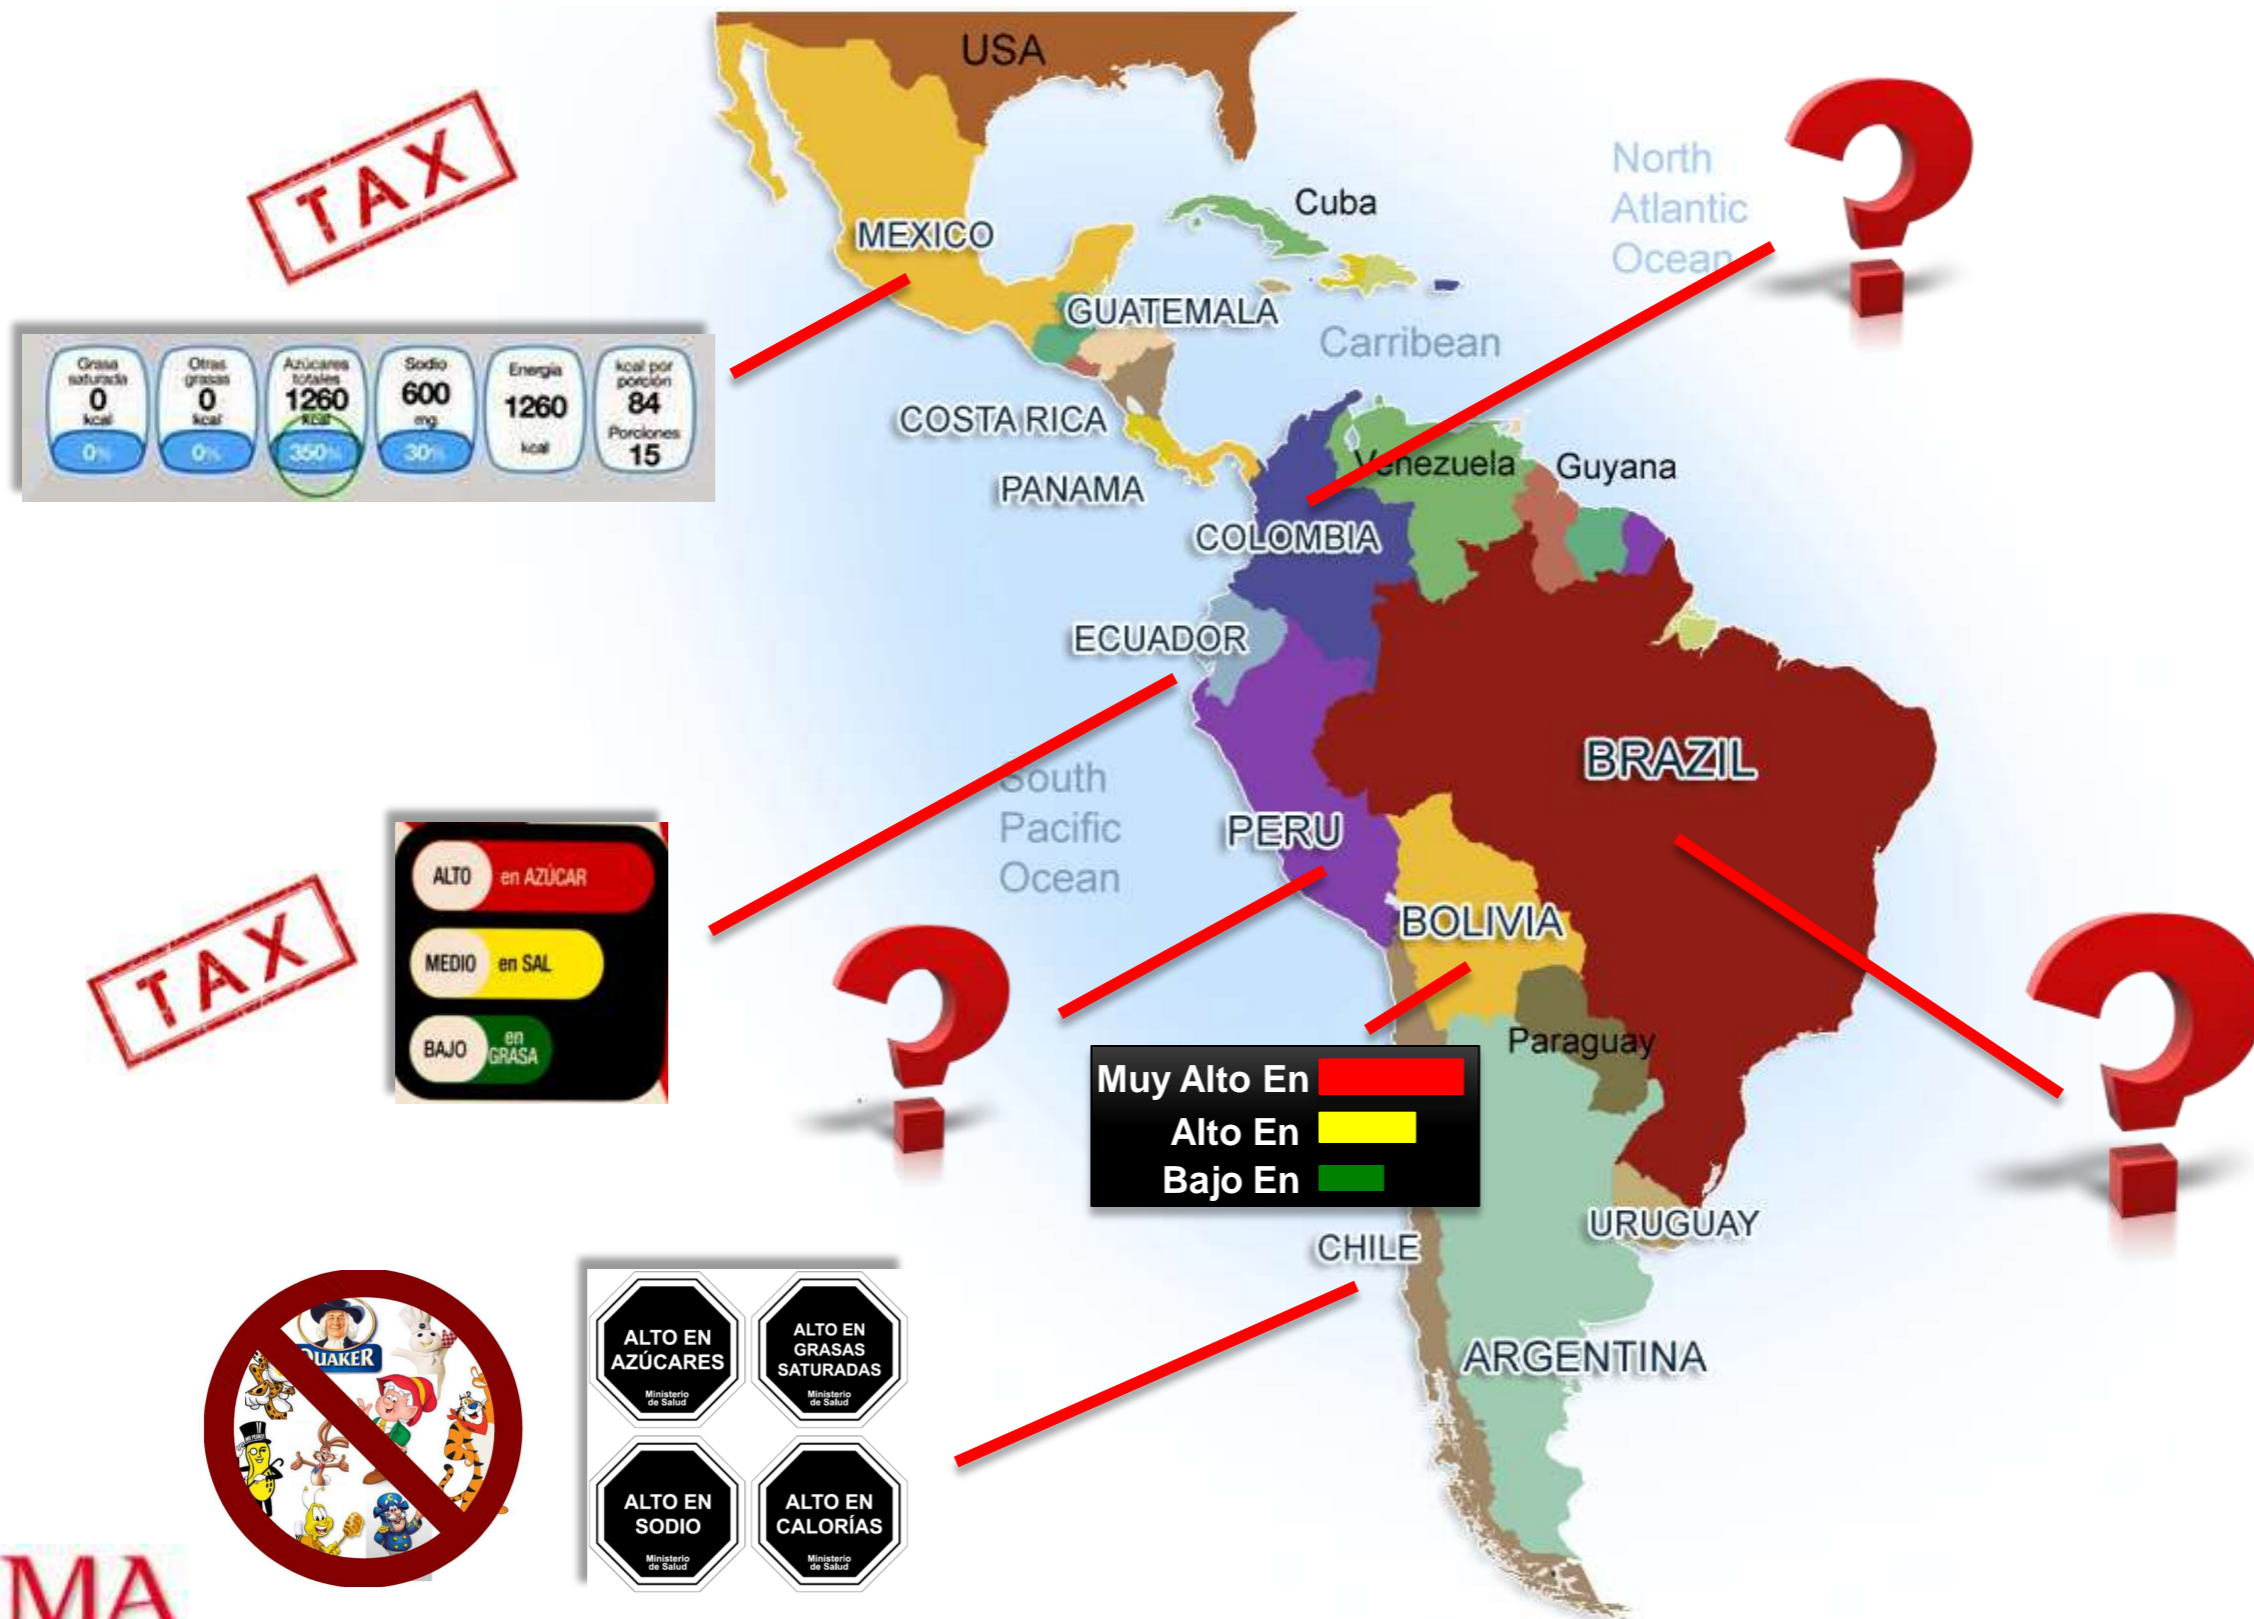 USA
TAX
North
Atlantic
Ocean
Cuba
MEXICO
GUATEMALA
Carribean
Grasa
saturada
0
kcal
0%
Otras
grasas
0
kcal
0%
Azúcares
totales
1260
kcal
350%
Sodio
600
mg
30%
Energía
1260
kcal
kcal por
porción
84
Porciones
15
COSTA RICA
PANAMA
Venezuela
Guyana
COLOMBIA
ECUADOR
South
Pacific
Ocean
BRAZIL
PERU
TAX
ALTO en AZÚCAR
MEDIO en SAL
BAJO en
GRASA
BOLIVIA
Paraguay
Muy Alto En
Alto En
Bajo En
URUGUAY
CHILE
ARGENTINA
QUAKER
ALTO EN
AZÚCARES
Ministerio
de Salud
ALTO EN
GRASAS
SATURADAS
Ministerio
de Salud
ALTO EN
SODIO
Ministerio
de Salud
ALTO EN
CALORÍAS
Ministerio
de Salud
MA